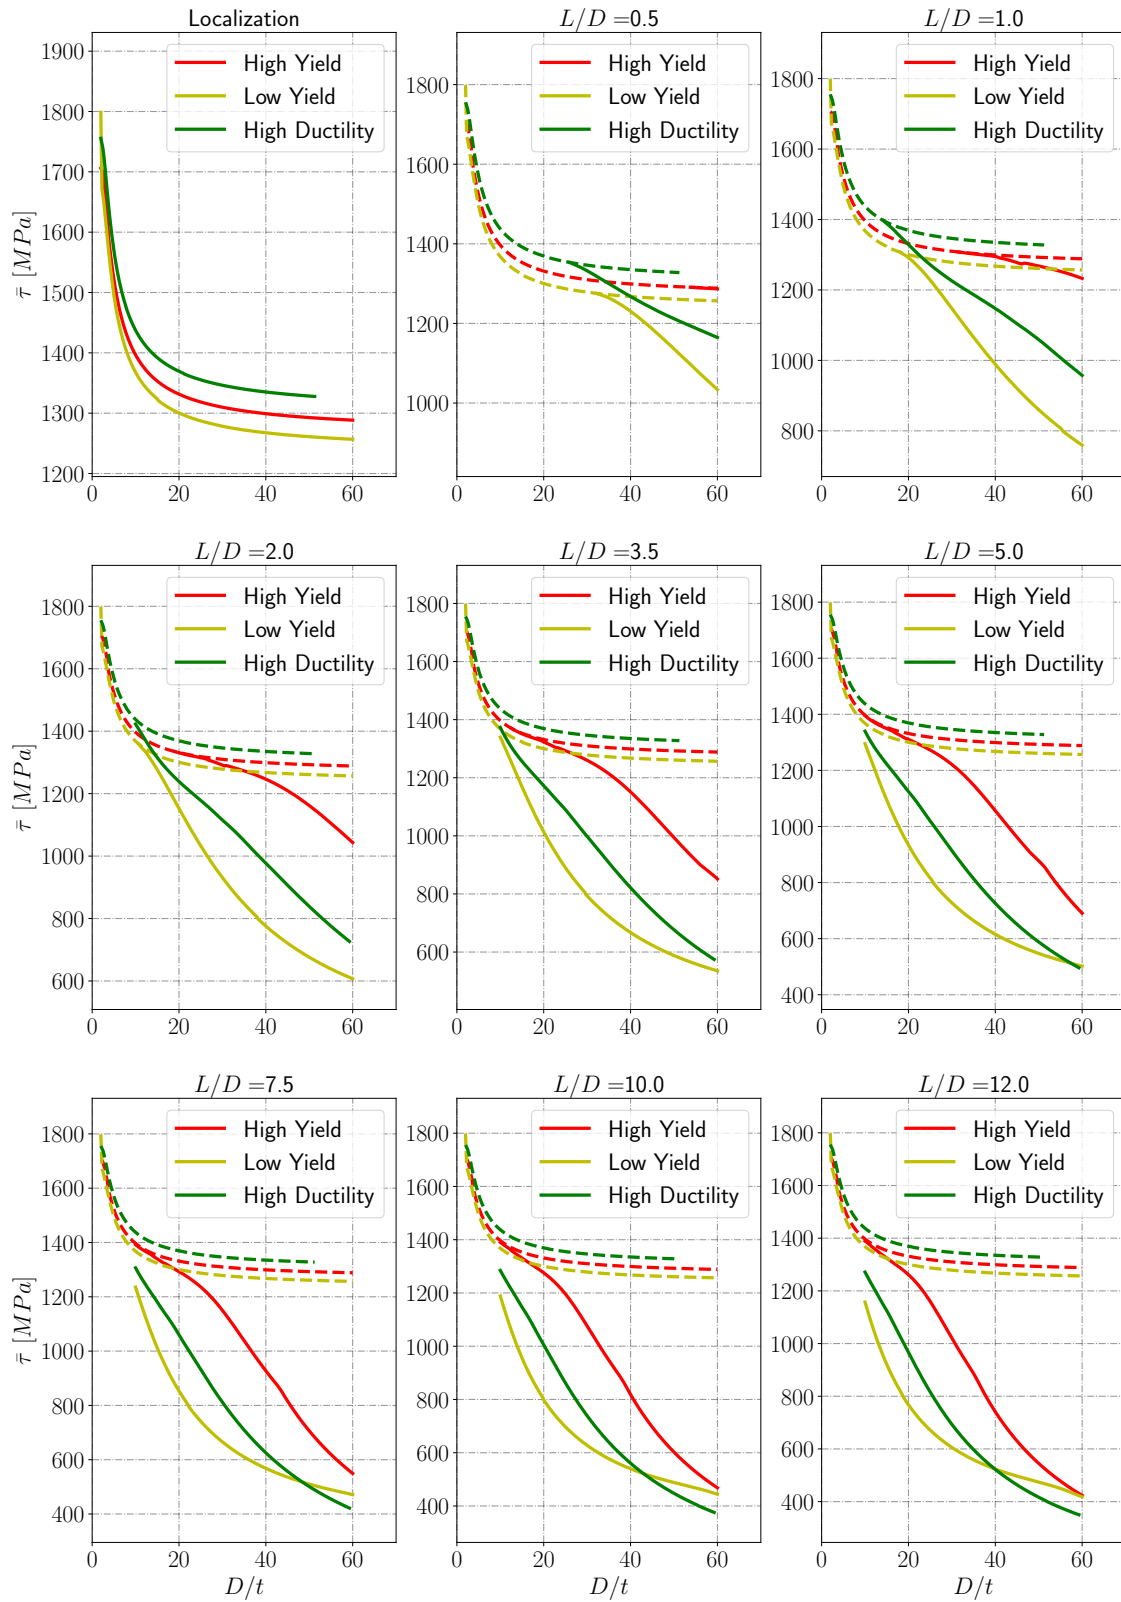 Localization
1900
1800
1700
1600
1500
1400
1300
1200
τ̄ [MPa]
0 20 40 60
High Yield
Low Yield
High Ductility
L/D =0.5
1800
1600
1400
1200
1000
0 20 40 60
High Yield
Low Yield
High Ductility
L/D =1.0
1800
1600
1400
1200
1000
800
0 20 40 60
High Yield
Low Yield
High Ductility
L/D =2.0
1800
1600
1400
1200
1000
800
600
τ̄ [MPa]
0 20 40 60
High Yield
Low Yield
High Ductility
L/D =3.5
1800
1600
1400
1200
1000
800
600
0 20 40 60
High Yield
Low Yield
High Ductility
L/D =5.0
1800
1600
1400
1200
1000
800
600
400
0 20 40 60
High Yield
Low Yield
High Ductility
L/D =7.5
1800
1600
1400
1200
1000
800
600
400
τ̄ [MPa]
0 20 40 60
D/t
High Yield
Low Yield
High Ductility
L/D =10.0
1800
1600
1400
1200
1000
800
600
400
0 20 40 60
D/t
High Yield
Low Yield
High Ductility
L/D =12.0
1800
1600
1400
1200
1000
800
600
400
0 20 40 60
D/t
High Yield
Low Yield
High Ductility